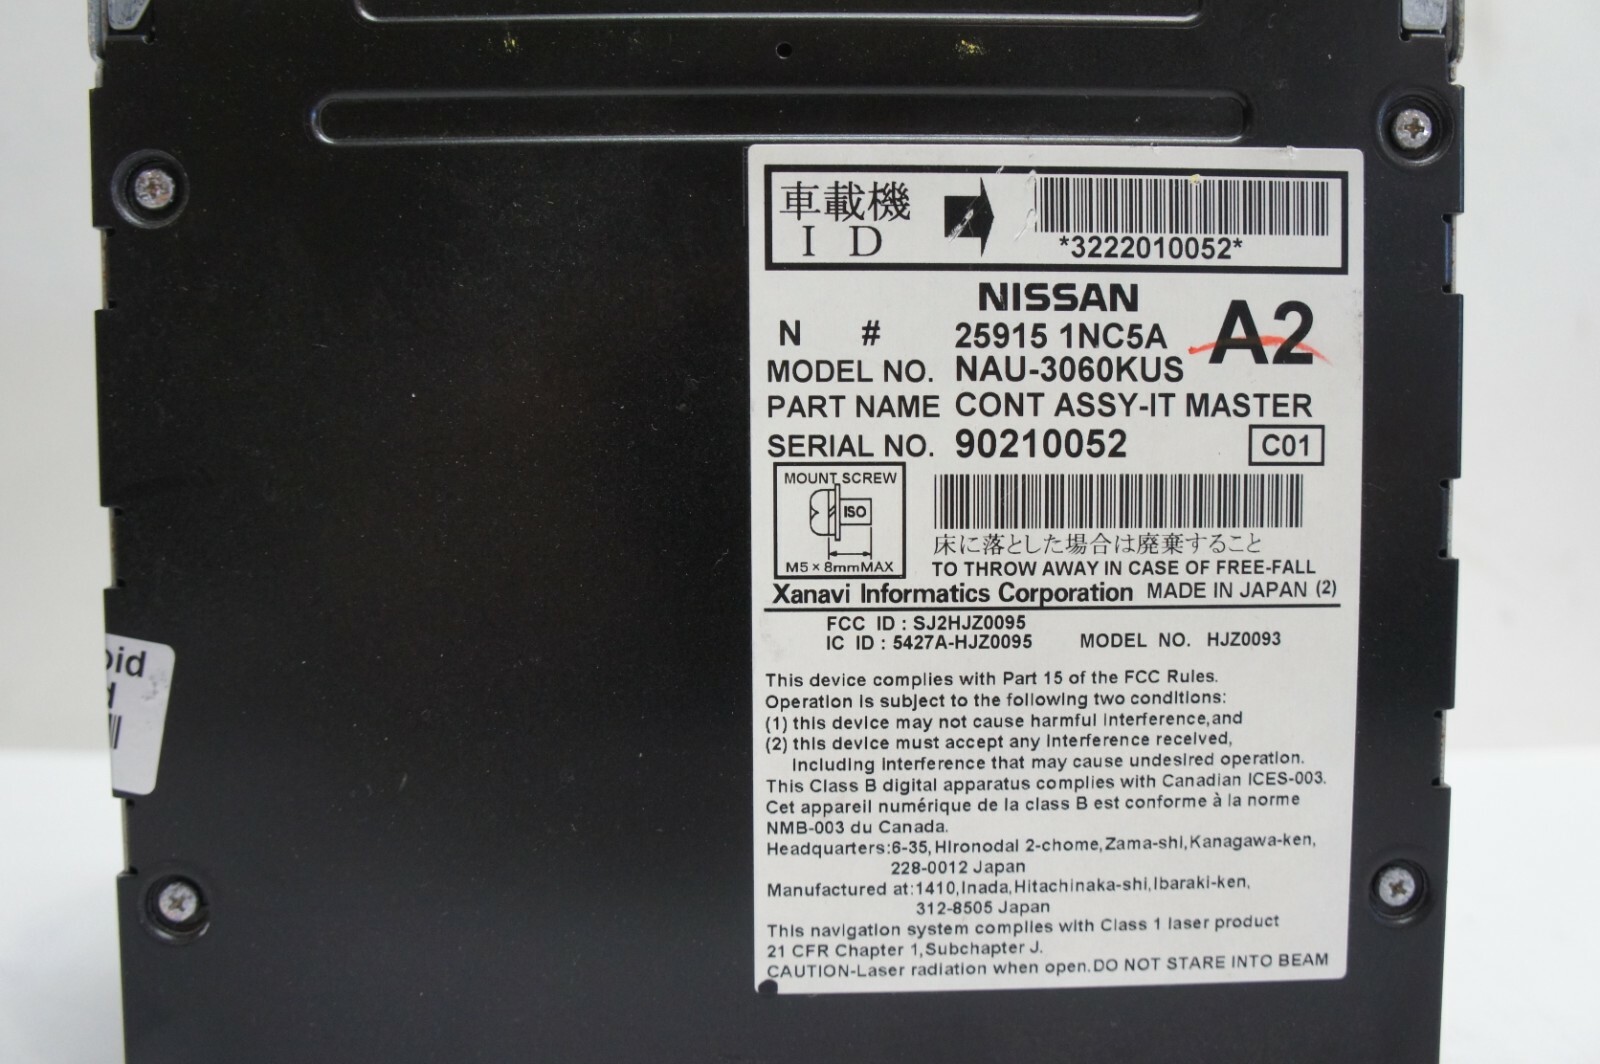 車載機
ID
*3222010052*
NISSAN
N # 25915 1NC5A A2
MODEL NO. NAU-3060KUS
PART NAME CONT ASSY-IT MASTER
SERIAL NO. 90210052 C01
MOUNT SCREW
ISO
M5×8mmMAX
床に落とした場合は廃棄すること
TO THROW AWAY IN CASE OF FREE-FALL
Xanavi Informatics Corporation MADE IN JAPAN (2)
FCC ID : SJ2HJZ0095
IC ID : 5427A-HJZ0095 MODEL NO. HJZ0093
This device complies with Part 15 of the FCC Rules.
Operation is subject to the following two conditions:
(1) this device may not cause harmful interference,and
(2) this device must accept any interference received,
including interference that may cause undesired operation.
This Class B digital apparatus complies with Canadian ICES-003.
Cet appareil numérique de la class B est conforme à la norme
NMB-003 du Canada.
Headquarters:6-35,Hironodai 2-chome,Zama-shi,Kanagawa-ken,
228-0012 Japan
Manufactured at:1410,Inada,Hitachinaka-shi,Ibaraki-ken,
312-8505 Japan
This navigation system complies with Class 1 laser product
21 CFR Chapter 1,Subchapter J.
CAUTION-Laser radiation when open.DO NOT STARE INTO BEAM